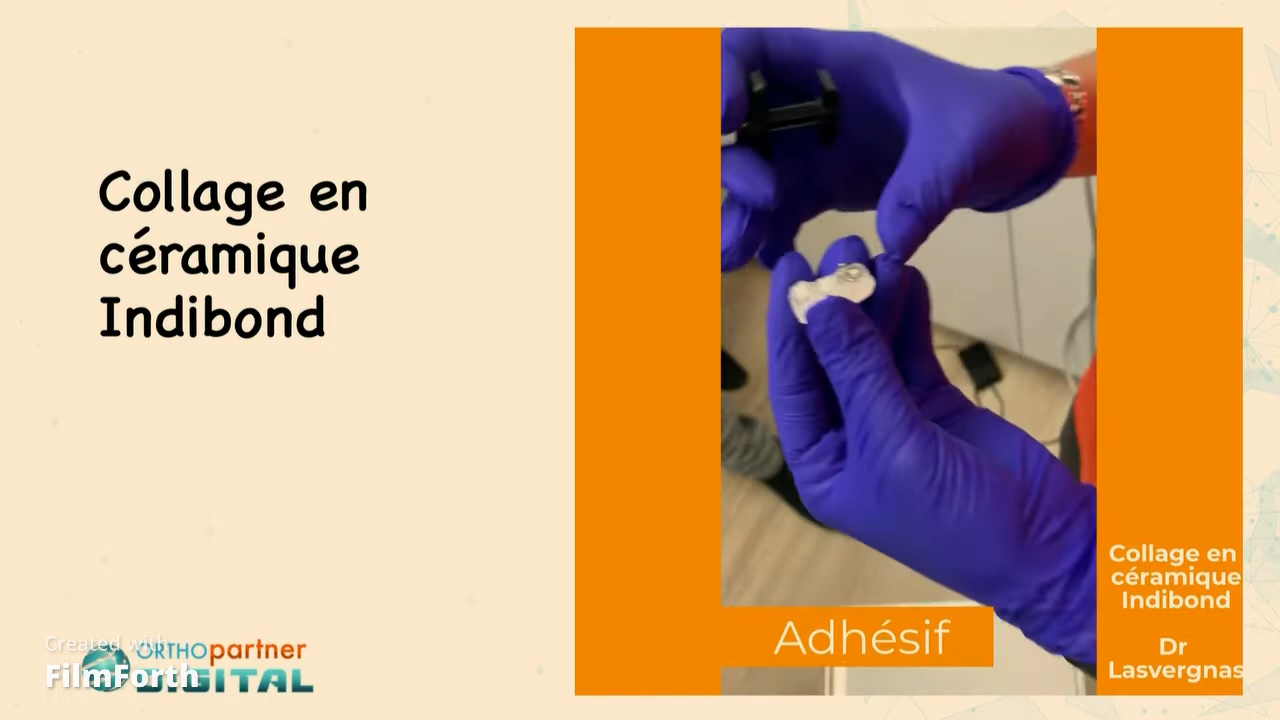 Collage en
céramique
Indibond
Adhésif
Collage en
céramique
Indibond
Dr
Lasvergnas
Created with
FilmForth
ORTHOpartner
DIGITAL